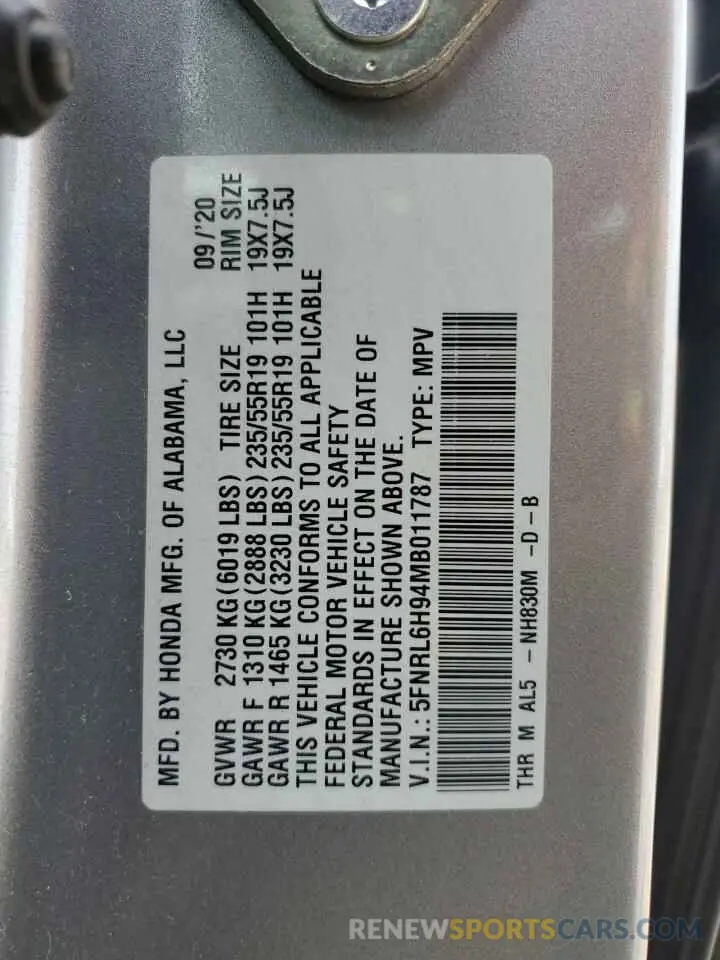 MFD. BY HONDA MFG. OF ALABAMA, LLC 09/'20
GVWR 2730 KG(6019 LBS) TIRE SIZE RIM SIZE
GAWR F 1310 KG(2888 LBS) 235/55R19 101H 19X7.5J
GAWR R 1465 KG(3230 LBS) 235/55R19 101H 19X7.5J
THIS VEHICLE CONFORMS TO ALL APPLICABLE
FEDERAL MOTOR VEHICLE SAFETY
STANDARDS IN EFFECT ON THE DATE OF
MANUFACTURE SHOWN ABOVE.
V.I.N.: 5FNRL6H94MB011787 TYPE: MPV
THR M AL5 - NH830M -D-B
RENEWSPORTSCARS.COM